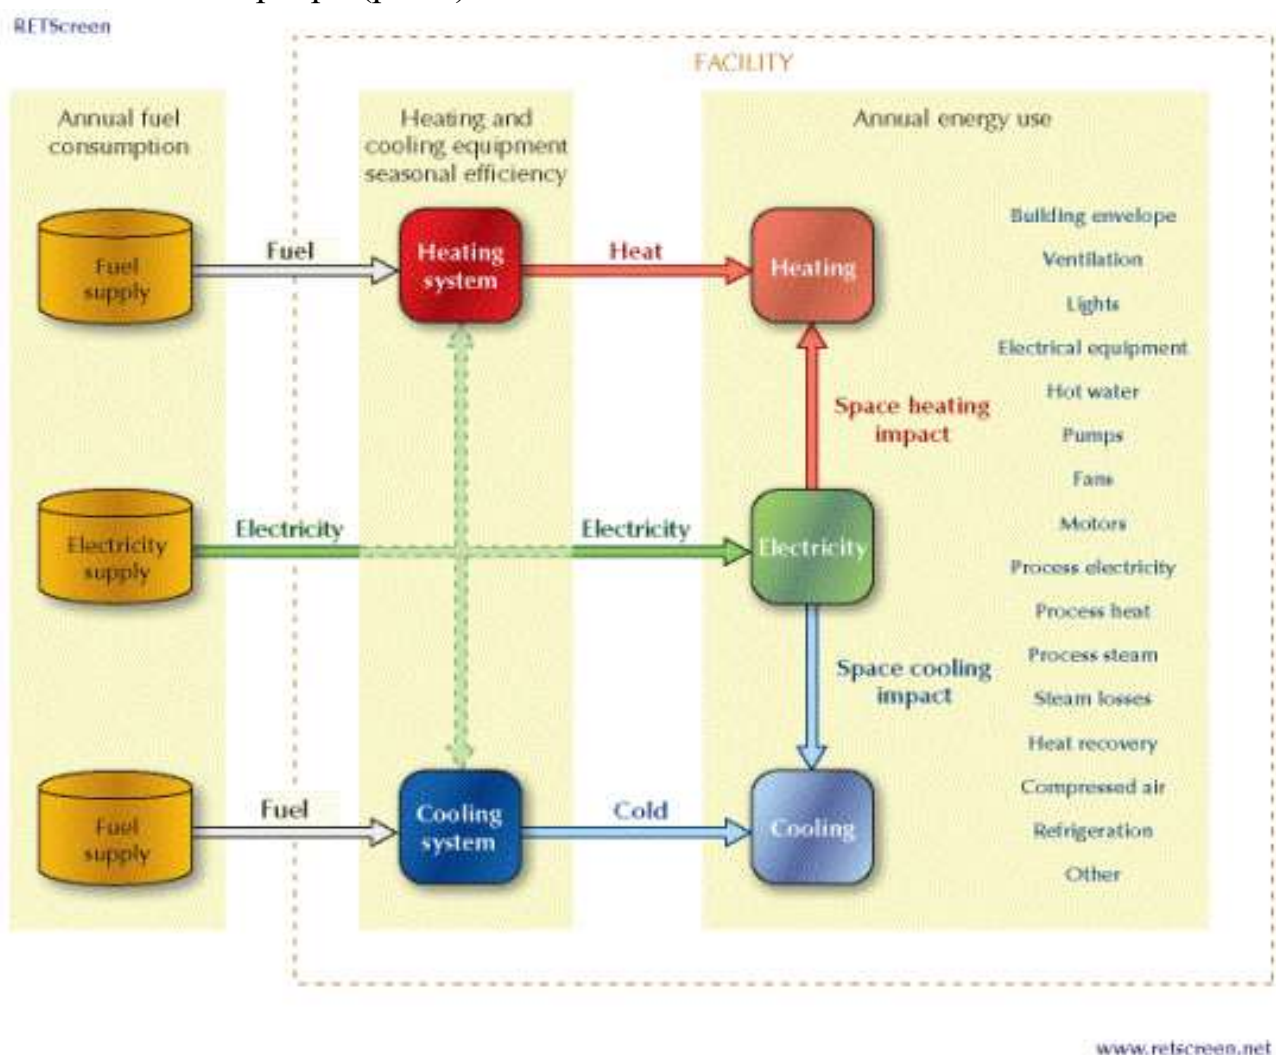 RETScreen
FACILITY
Annual fuel
consumption
Heating and
cooling equipment
seasonal efficiency
Annual energy use
Fuel
supply
Fuel
Heating
system
Heat
Heating
Building envelope
Ventilation
Lights
Electrical equipment
Hot water
Pumps
Fans
Motors
Process electricity
Process heat
Process steam
Steam losses
Heat recovery
Compressed air
Refrigeration
Other
Space heating
impact
Electricity
supply
Electricity
Electricity
Electricity
Space cooling
impact
Fuel
supply
Fuel
Cooling
system
Cold
Cooling
www.retscreen.net